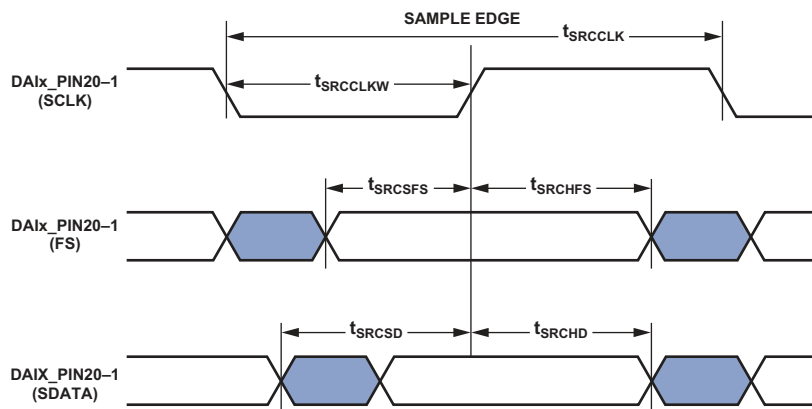 SAMPLE EDGE
tSRCCLK
DAIx_PIN20–1
(SCLK)
tSRCCLKW
tSRCSFS
tSRCHFS
DAIx_PIN20–1
(FS)
tSRCSD
tSRCHD
DAIX_PIN20–1
(SDATA)